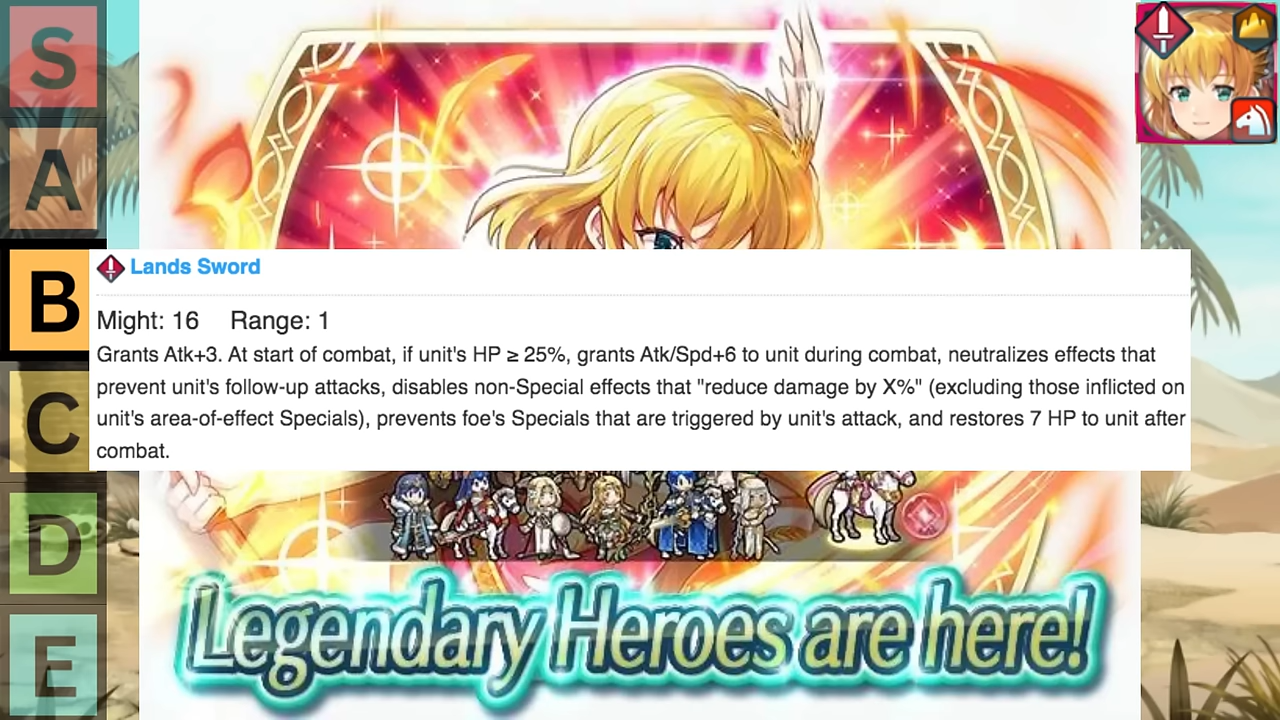 S
A
B
C
D
E
Lands Sword
Might: 16 Range: 1
Grants Atk+3. At start of combat, if unit's HP ≥ 25%, grants Atk/Spd+6 to unit during combat, neutralizes effects that
prevent unit's follow-up attacks, disables non-Special effects that "reduce damage by X%" (excluding those inflicted on
unit's area-of-effect Specials), prevents foe's Specials that are triggered by unit's attack, and restores 7 HP to unit after
combat.
Legendary Heroes are here!